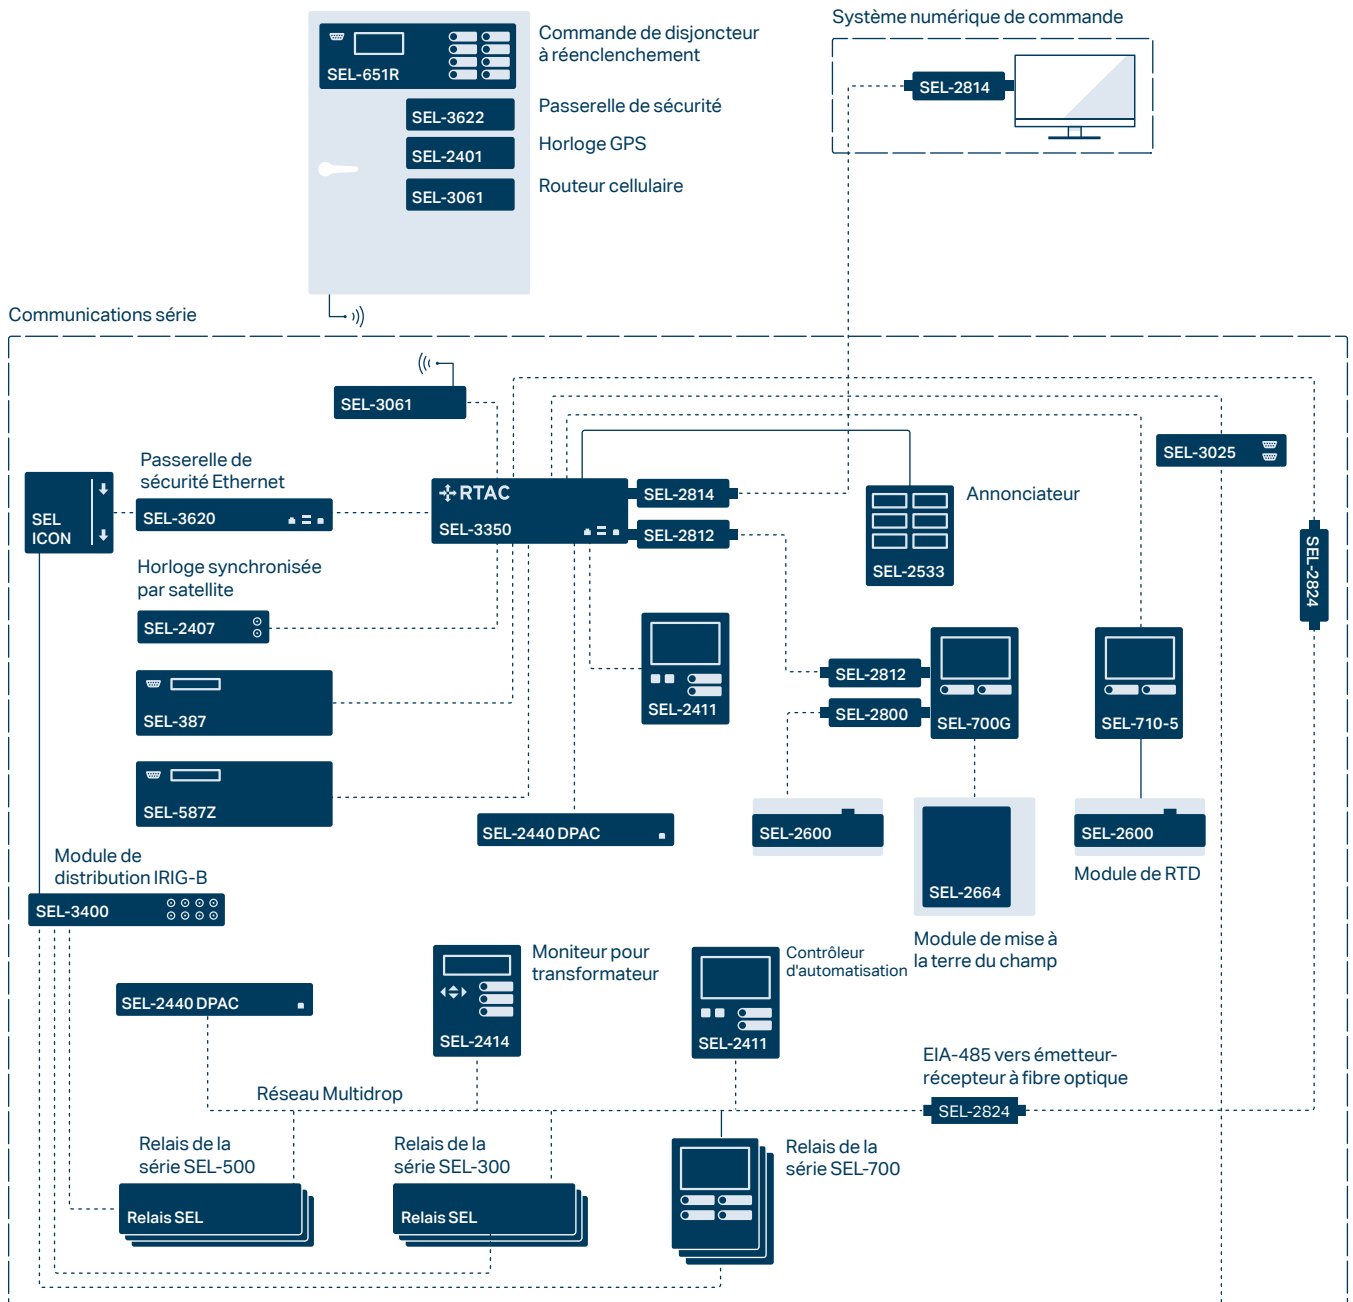 Système numérique de commande
Commande de disjoncteur
à réenclenchement
SEL-651R
SEL-2814
Passerelle de sécurité
SEL-3622
Horloge GPS
SEL-2401
Routeur cellulaire
SEL-3061
Communications série
SEL-3061
SEL-3025
Passerelle de
sécurité Ethernet
SEL
ICON
SEL-3620
RTAC
SEL-3350
SEL-2814
SEL-2812
Annonciateur
SEL-2533
SEL-2824
Horloge synchronisée
par satellite
SEL-2407
SEL-387
SEL-2411
SEL-2812
SEL-2800
SEL-700G
SEL-710-5
SEL-587Z
SEL-2440 DPAC
SEL-2600
SEL-2664
SEL-2600
Module de RTD
Module de
distribution IRIG-B
SEL-3400
Module de mise à
la terre du champ
Moniteur pour
transformateur
SEL-2414
Contrôleur
d'automatisation
SEL-2411
SEL-2440 DPAC
EIA-485 vers émetteur-
récepteur à fibre optique
SEL-2824
Réseau Multidrop
Relais de la
série SEL-500
Relais SEL
Relais de la
série SEL-300
Relais SEL
Relais de la
série SEL-700